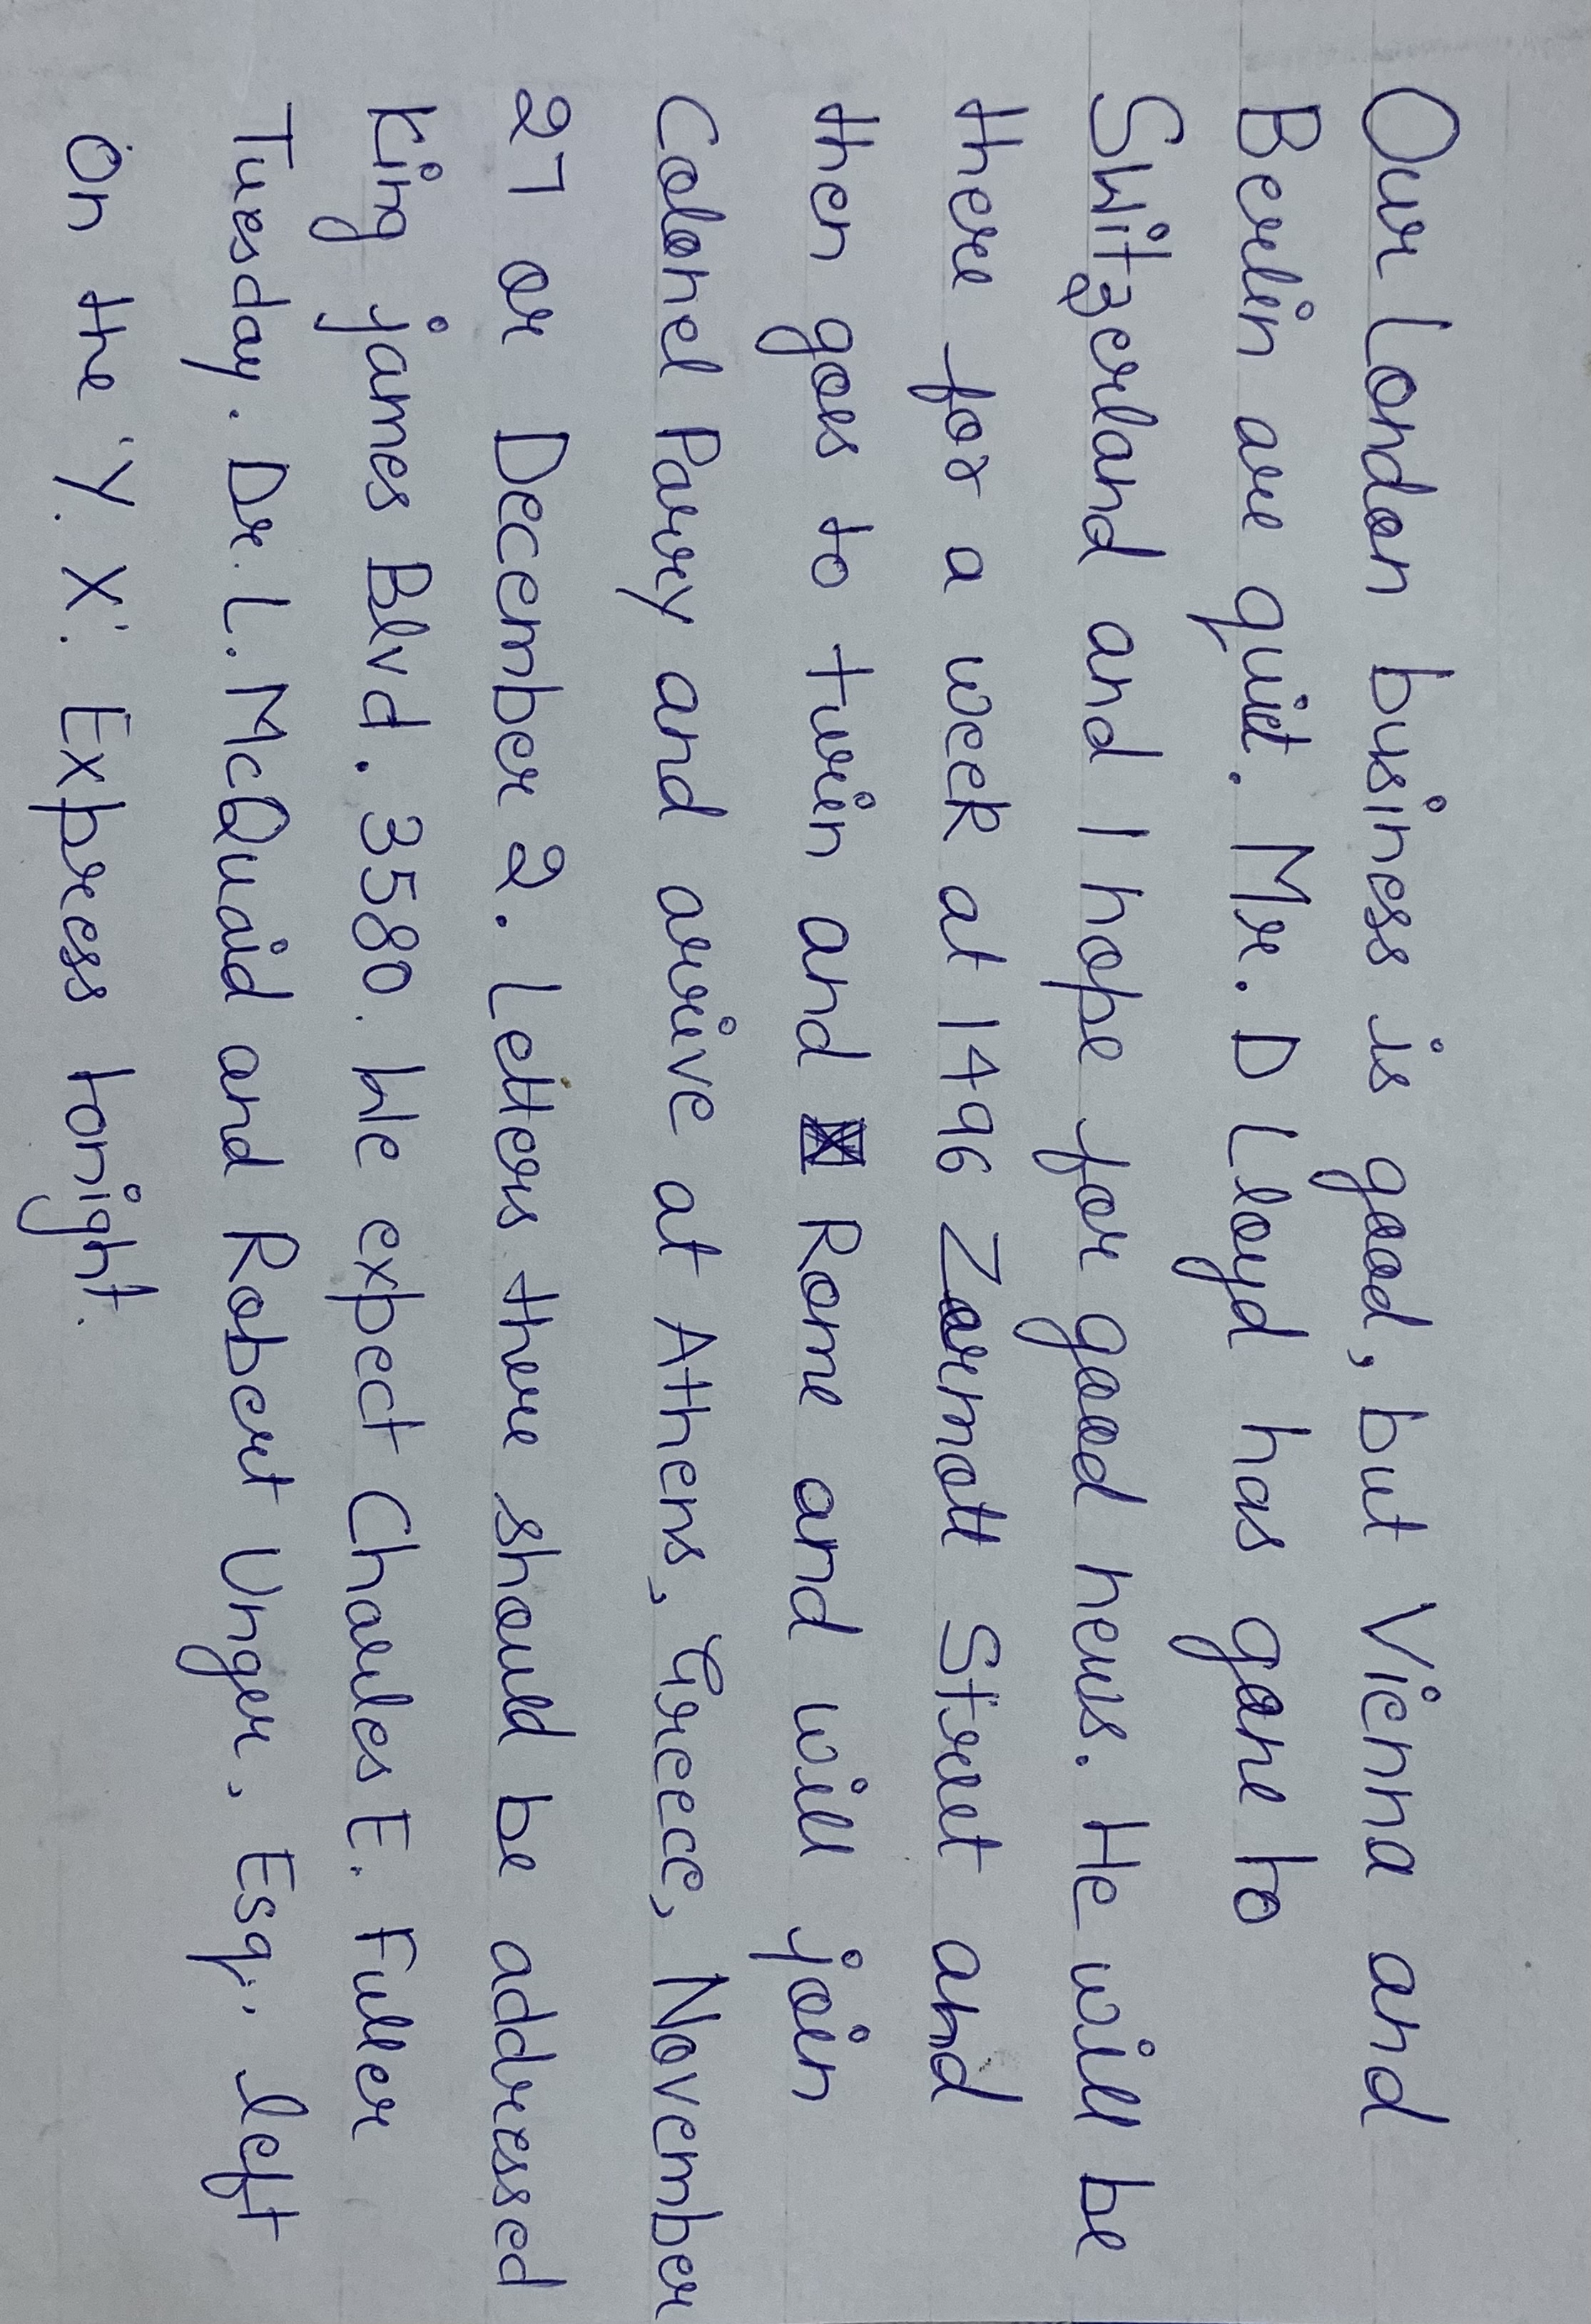 Our London business is good, but Vienna and
Berlin are quiet. Mr. D Lloyd has gone to
Switzerland and I hope for good news. He will be
there for a week at 1496 Zarmott Street and
then goes to turin and Rome and will join
Colonel Parry and arrive at Athens, Greece, November
27 or December 2. Letters there should be addressed
King james Blvd. 3580. We expect Charles E. Fuller
Tuesday. Dr. L. McQuaid and Robert Unger, Esq., left
on the 'Y. X.' Express tonight.